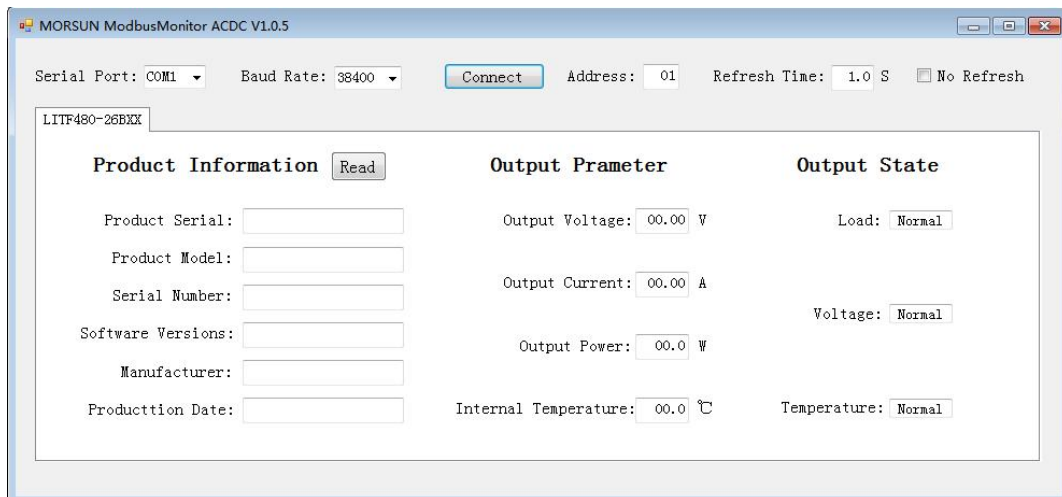 MORSUN ModbusMonitor ACDC V1.0.5
Serial Port: COM1 Baud Rate: 38400 Connect Address: 01 Refresh Time: 1.0 S No Refresh
LITF480-26BXX
Product Information Read
Product Serial:
Product Model:
Serial Number:
Software Versions:
Manufacturer:
Producttion Date:
Output Prameter
Output Voltage: 00.00 V
Output Current: 00.00 A
Output Power: 00.0 W
Internal Temperature: 00.0 ℃
Output State
Load: Normal
Voltage: Normal
Temperature: Normal